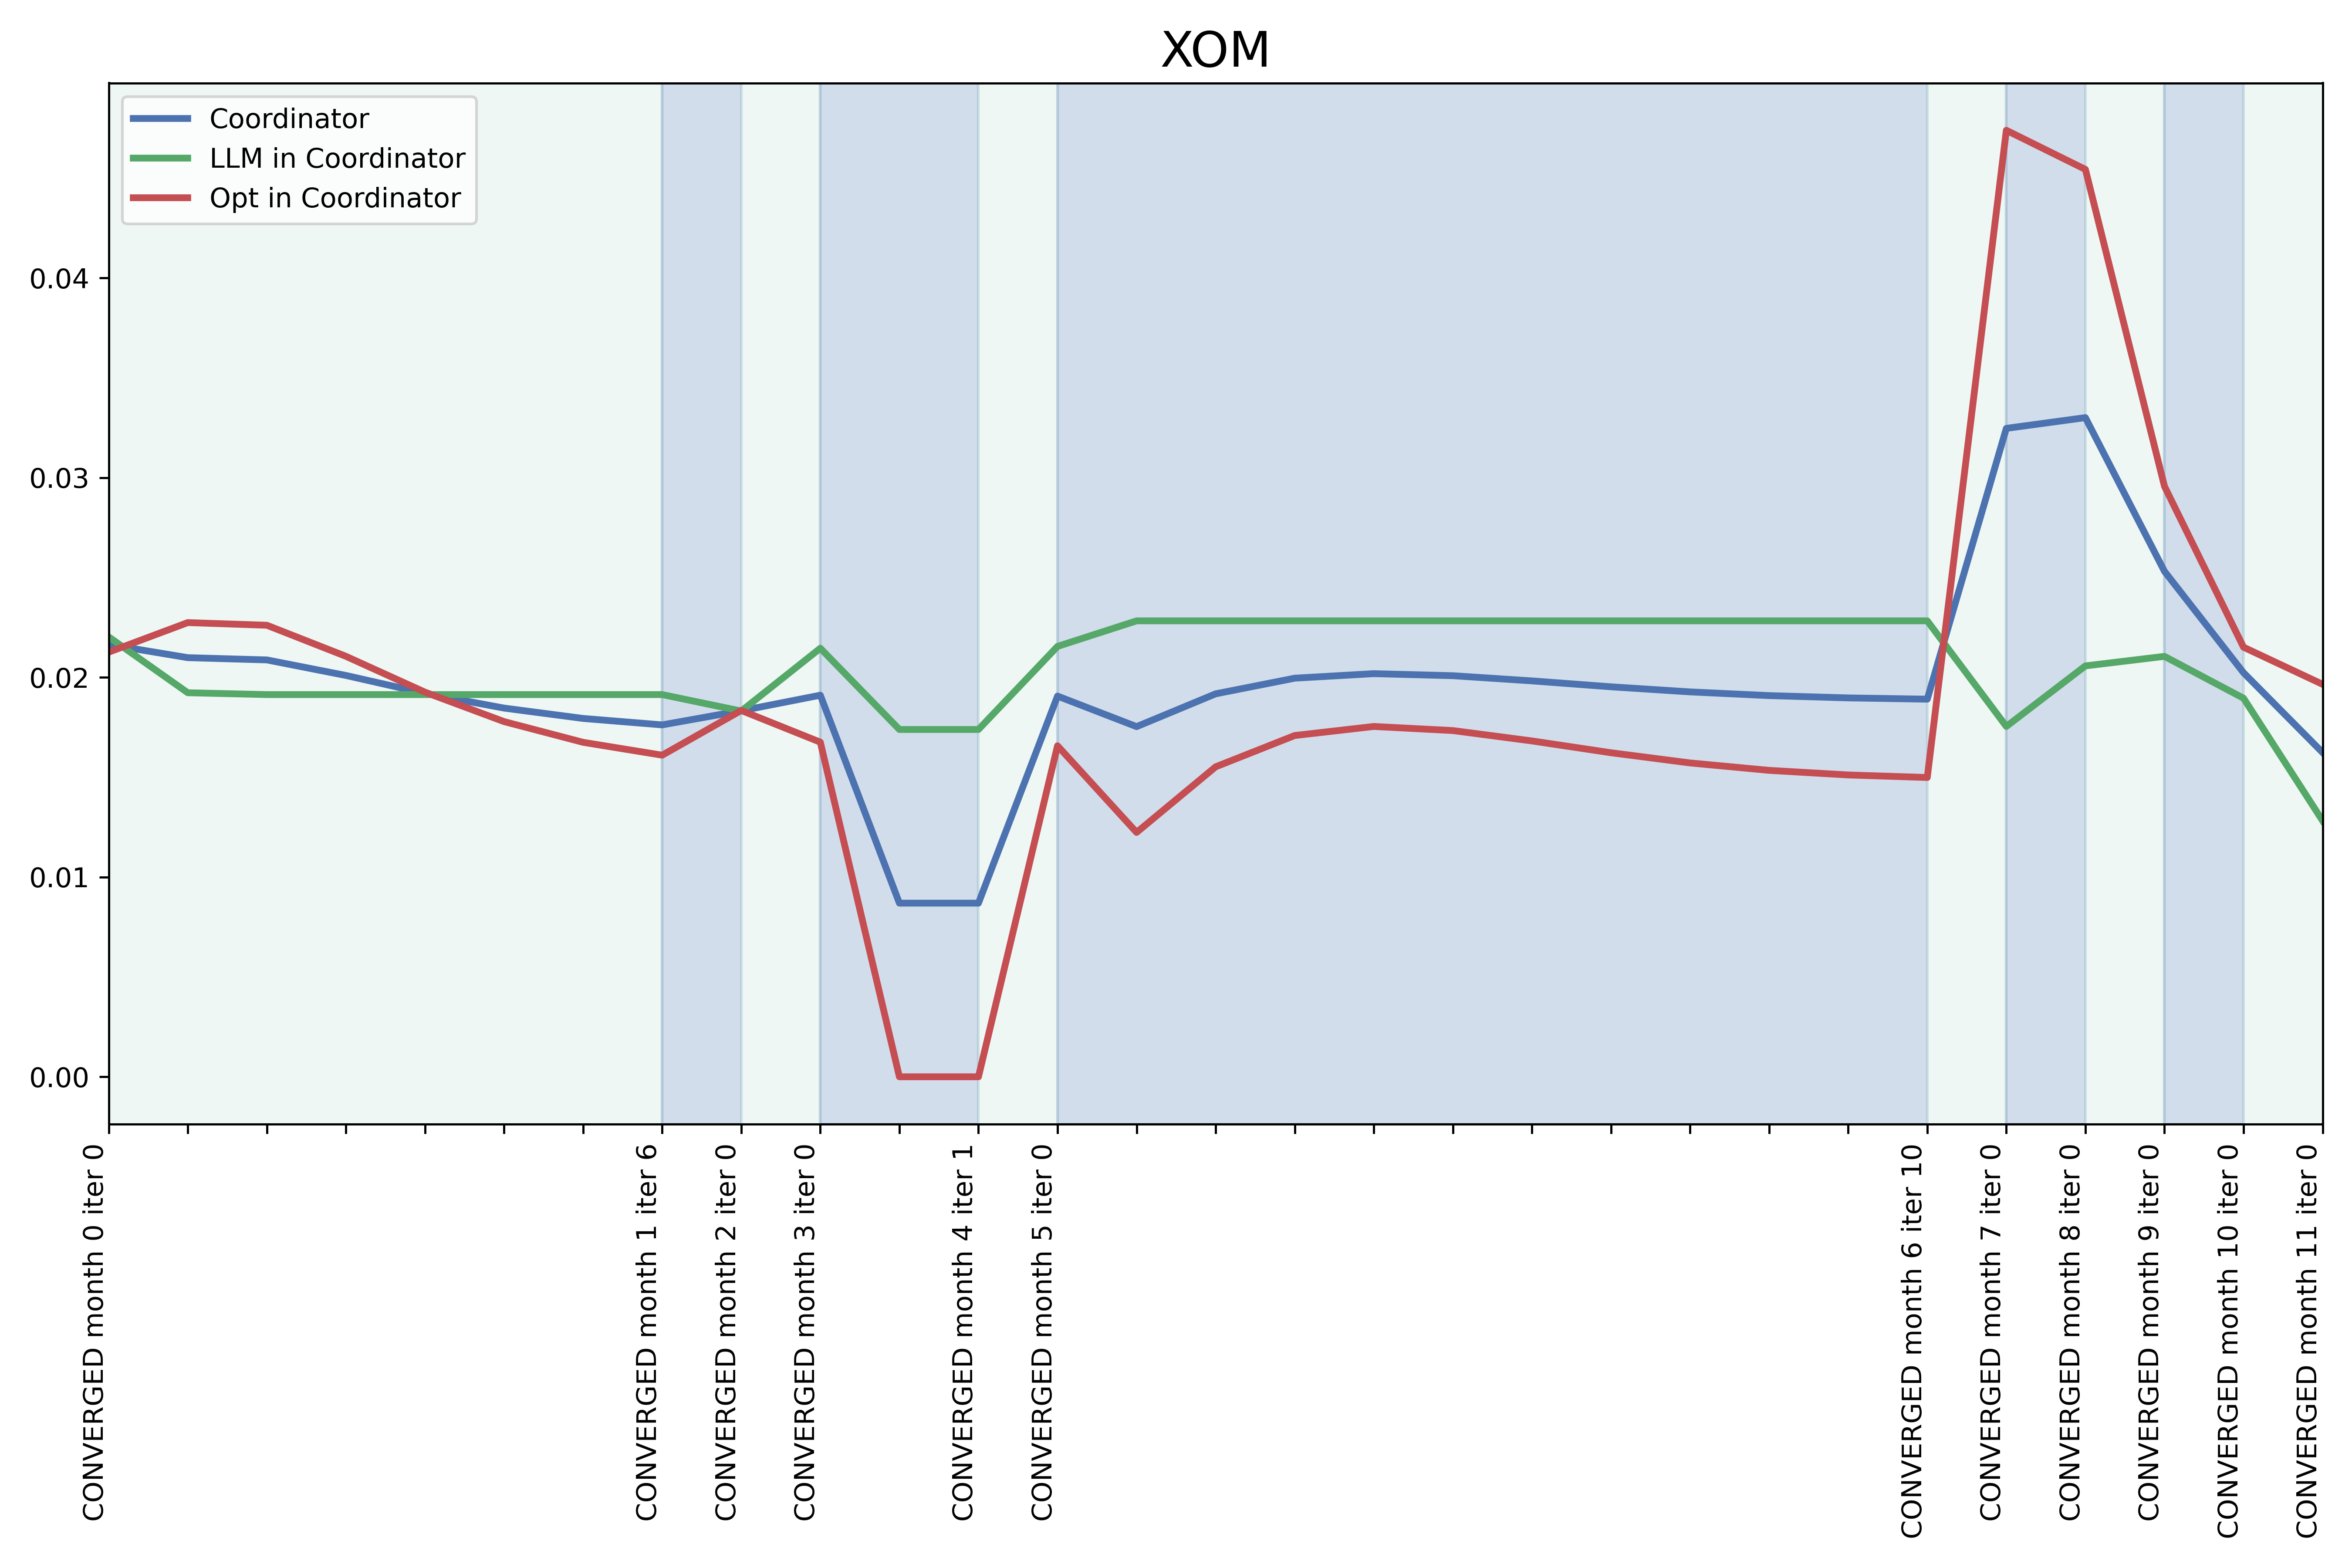 XOM
Coordinator
LLM in Coordinator
Opt in Coordinator
0.04
0.03
0.02
0.01
0.00
CONVERGED month 0 iter 0
CONVERGED month 1 iter 6
CONVERGED month 2 iter 0
CONVERGED month 3 iter 0
CONVERGED month 4 iter 1
CONVERGED month 5 iter 0
CONVERGED month 6 iter 10
CONVERGED month 7 iter 0
CONVERGED month 8 iter 0
CONVERGED month 9 iter 0
CONVERGED month 10 iter 0
CONVERGED month 11 iter 0